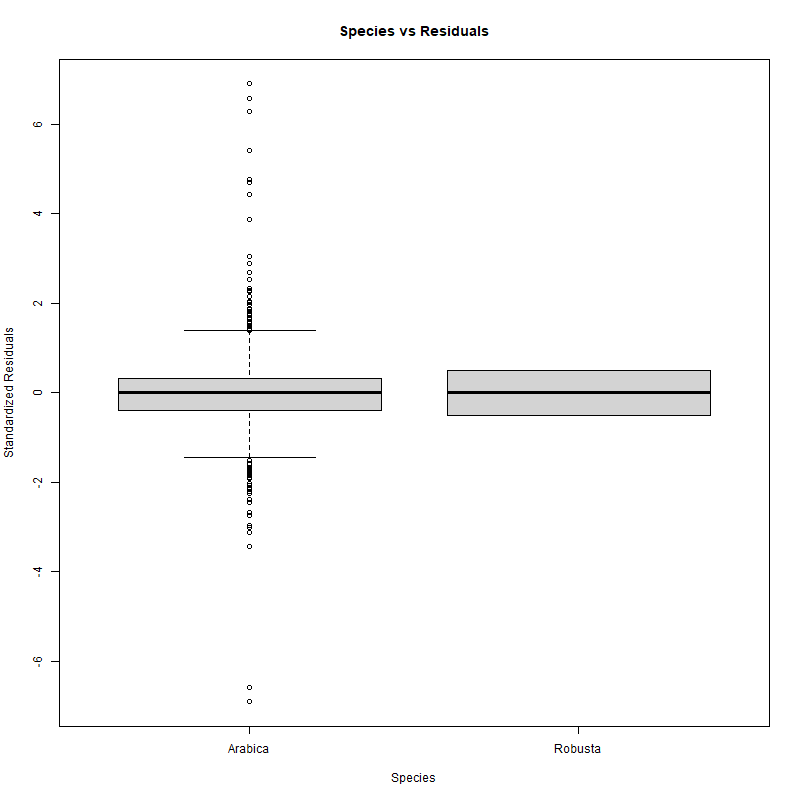 Species vs Residuals
Standardized Residuals
6
4
2
0
-2
-4
-6
Arabica
Robusta
Species